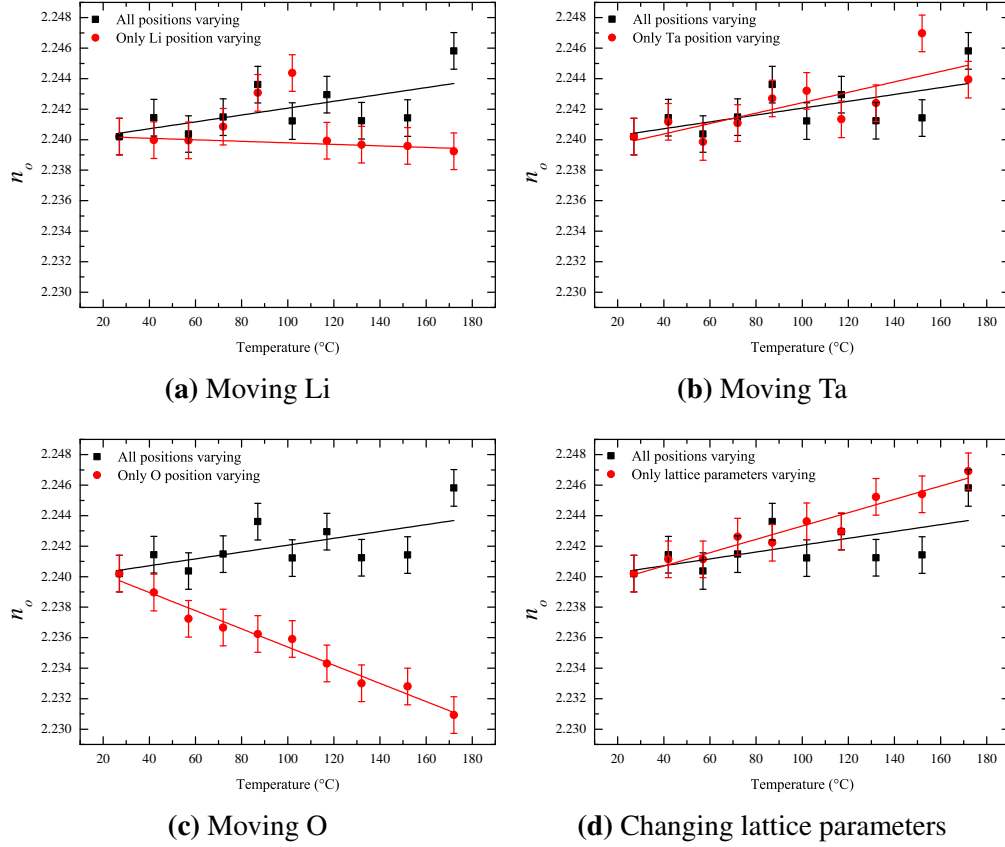 All positions varying
Only Li position varying
2.248
2.246
2.244
2.242
2.240
2.238
2.236
2.234
2.232
2.230
n_o
20 40 60 80 100 120 140 160 180
Temperature (°C)
(a) Moving Li
All positions varying
Only Ta position varying
2.248
2.246
2.244
2.242
2.240
2.238
2.236
2.234
2.232
2.230
n_o
20 40 60 80 100 120 140 160 180
Temperature (°C)
(b) Moving Ta
All positions varying
Only O position varying
2.248
2.246
2.244
2.242
2.240
2.238
2.236
2.234
2.232
2.230
n_o
20 40 60 80 100 120 140 160 180
Temperature (°C)
(c) Moving O
All positions varying
Only lattice parameters varying
2.248
2.246
2.244
2.242
2.240
2.238
2.236
2.234
2.232
2.230
n_o
20 40 60 80 100 120 140 160 180
Temperature (°C)
(d) Changing lattice parameters